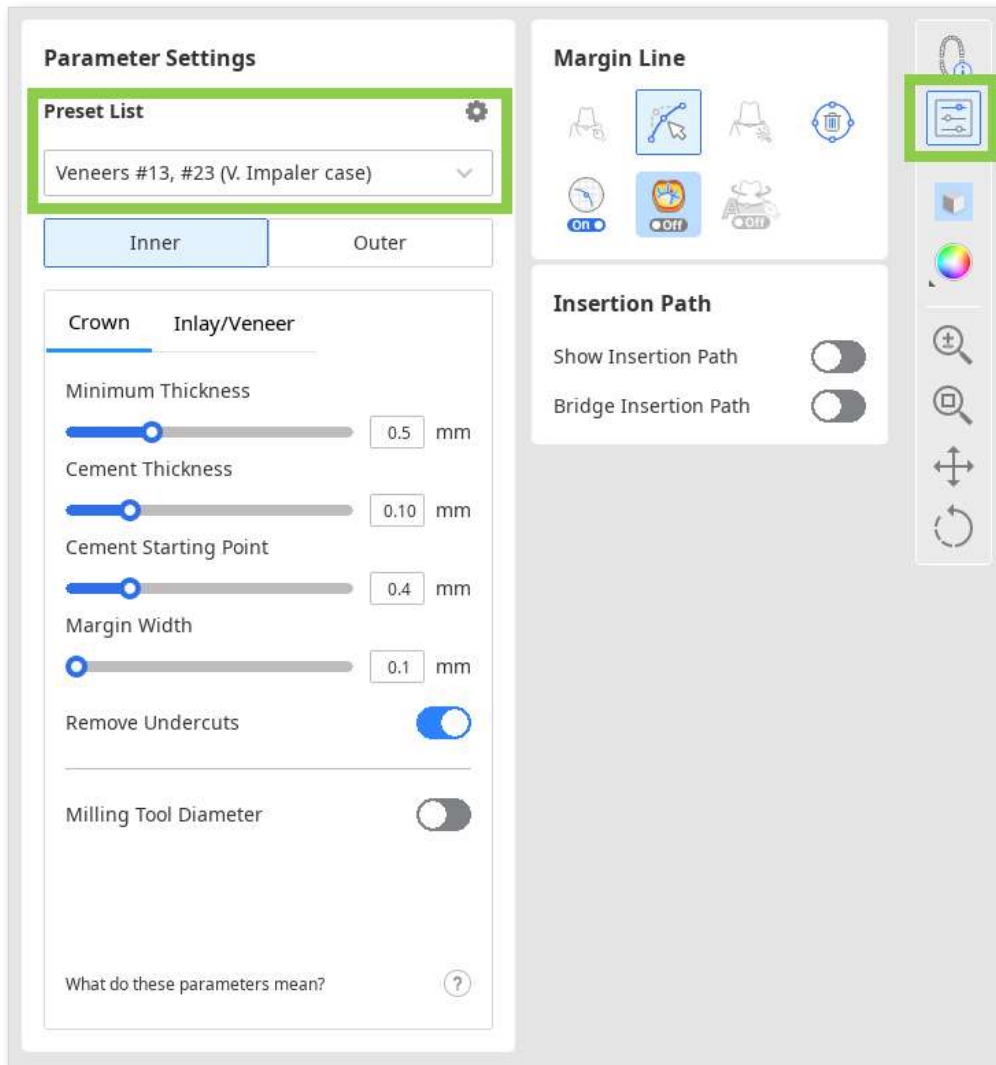 Parameter Settings
Preset List
Veneers #13, #23 (V. Impaler case)
Inner Outer
Crown Inlay/Veneer
Minimum Thickness
0.5 mm
Cement Thickness
0.10 mm
Cement Starting Point
0.4 mm
Margin Width
0.1 mm
Remove Undercuts
Milling Tool Diameter
What do these parameters mean? ?
Margin Line
On Off Off
Insertion Path
Show Insertion Path
Bridge Insertion Path